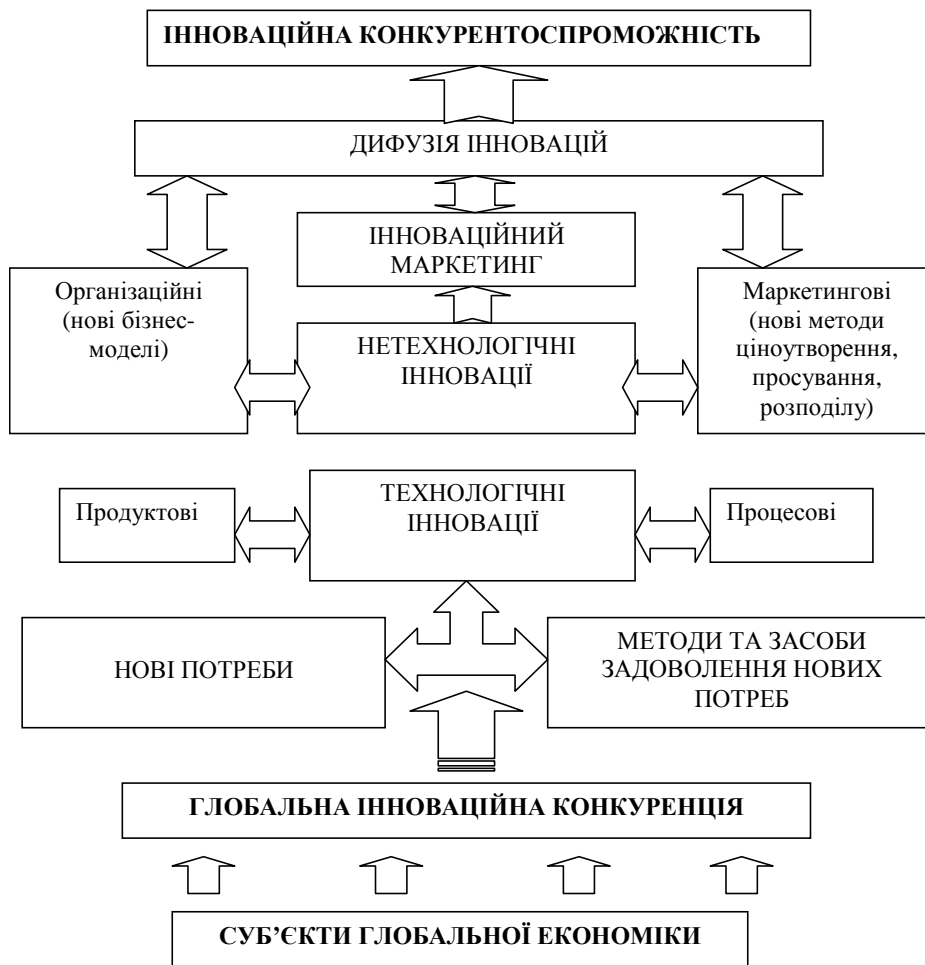 ІННОВАЦІЙНА КОНКУРЕНТОСПРОМОЖНІСТЬ
ДИФУЗІЯ ІННОВАЦІЙ
ІННОВАЦІЙНИЙ
МАРКЕТИНГ
Організаційні
(нові бізнес-
моделі)
НЕТЕХНОЛОГІЧНІ
ІННОВАЦІЇ
Маркетингові
(нові методи
ціноутворення,
просування,
розподілу)
Продуктові
ТЕХНОЛОГІЧНІ
ІННОВАЦІЇ
Процесові
НОВІ ПОТРЕБИ
МЕТОДИ ТА ЗАСОБИ
ЗАДОВОЛЕННЯ НОВИХ
ПОТРЕБ
ГЛОБАЛЬНА ІННОВАЦІЙНА КОНКУРЕНЦІЯ
СУБ’ЄКТИ ГЛОБАЛЬНОЇ ЕКОНОМІКИ